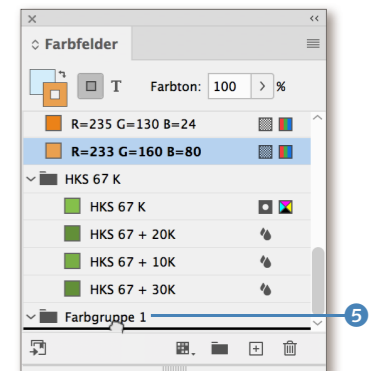 Farbfelder
T Farbton: 100 %
R=235 G=130 B=24
R=233 G=160 B=80
HKS 67 K
HKS 67 K
HKS 67 + 20K
HKS 67 + 10K
HKS 67 + 30K
Farbgruppe 1
5